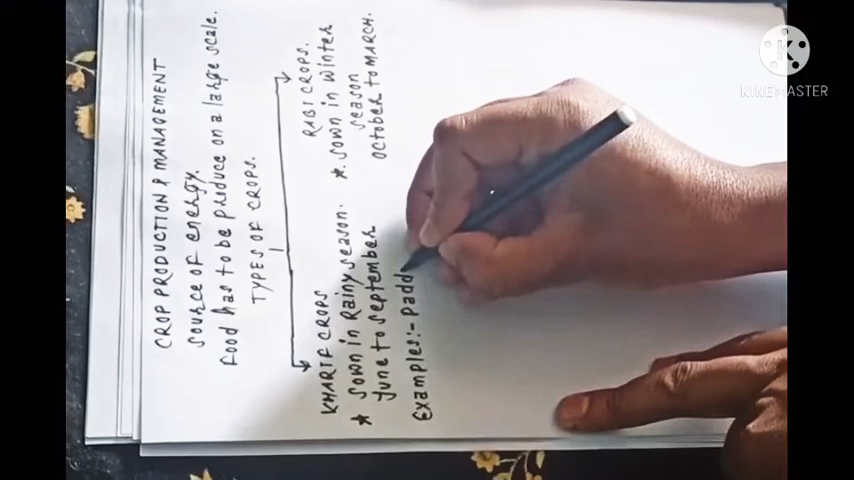 CROP PRODUCTION & MANAGEMENT
source of energy.
food has to be produce on a large scale.
TYPES OF CROPS.
KHARIF CROPS
* sown in Rainy season.
June to september
Examples:- padd
RABI CROPS.
* sown in winter
season
october to MARCH.
KINEMASTER